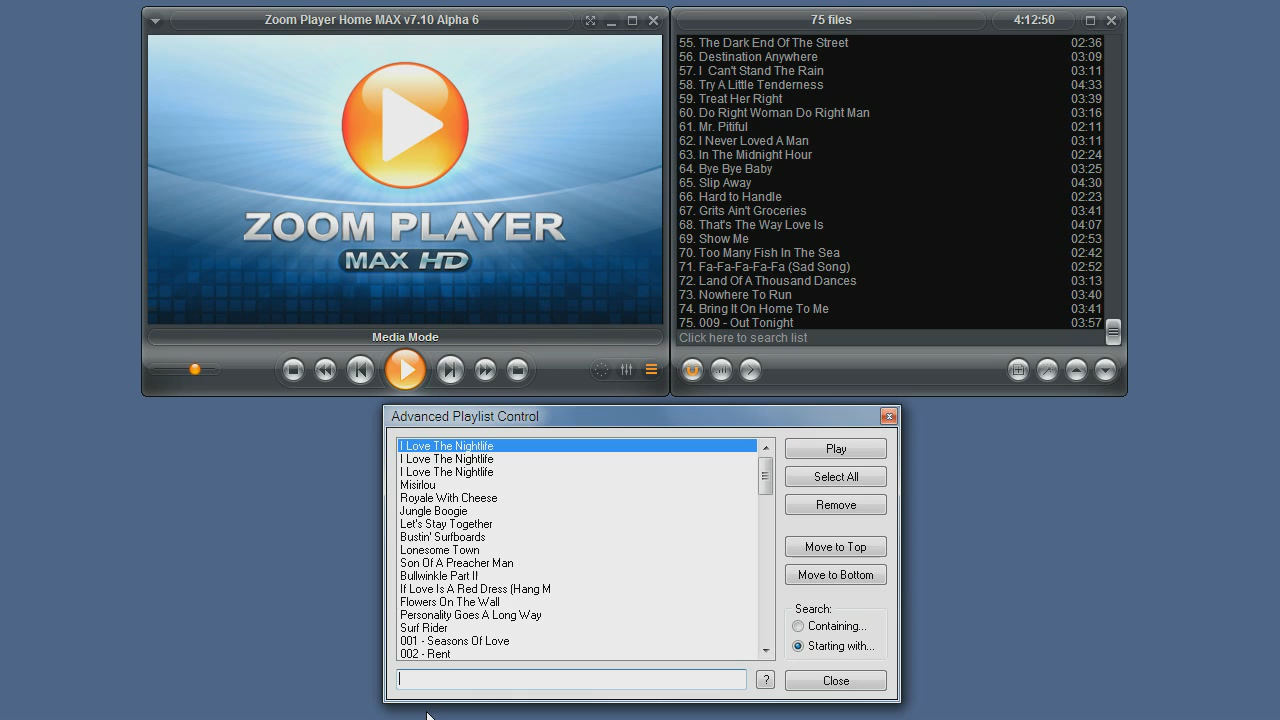 Zoom Player Home MAX v7.10 Alpha 6
ZOOM PLAYER
MAX HD
Media Mode
75 files 4:12:50
55. The Dark End Of The Street 02:36
56. Destination Anywhere 03:09
57. I Can't Stand The Rain 03:11
58. Try A Little Tenderness 04:33
59. Treat Her Right 03:39
60. Do Right Woman Do Right Man 03:16
61. Mr. Pitiful 02:11
62. I Never Loved A Man 03:11
63. In The Midnight Hour 02:24
64. Bye Bye Baby 03:25
65. Slip Away 04:30
66. Hard to Handle 02:23
67. Grits Ain't Groceries 03:41
68. That's The Way Love Is 04:07
69. Show Me 02:53
70. Too Many Fish In The Sea 02:42
71. Fa-Fa-Fa-Fa-Fa (Sad Song) 02:52
72. Land Of A Thousand Dances 03:13
73. Nowhere To Run 03:40
74. Bring It On Home To Me 03:41
75. 009 - Out Tonight 03:57
Click here to search list
Advanced Playlist Control
I Love The Nightlife
I Love The Nightlife
I Love The Nightlife
Misirlou
Royale With Cheese
Jungle Boogie
Let's Stay Together
Bustin' Surfboards
Lonesome Town
Son Of A Preacher Man
Bullwinkle Part II
If Love Is A Red Dress (Hang M
Flowers On The Wall
Personality Goes A Long Way
Surf Rider
001 - Seasons Of Love
002 - Rent
?
Play
Select All
Remove
Move to Top
Move to Bottom
Search:
Containing...
Starting with...
Close